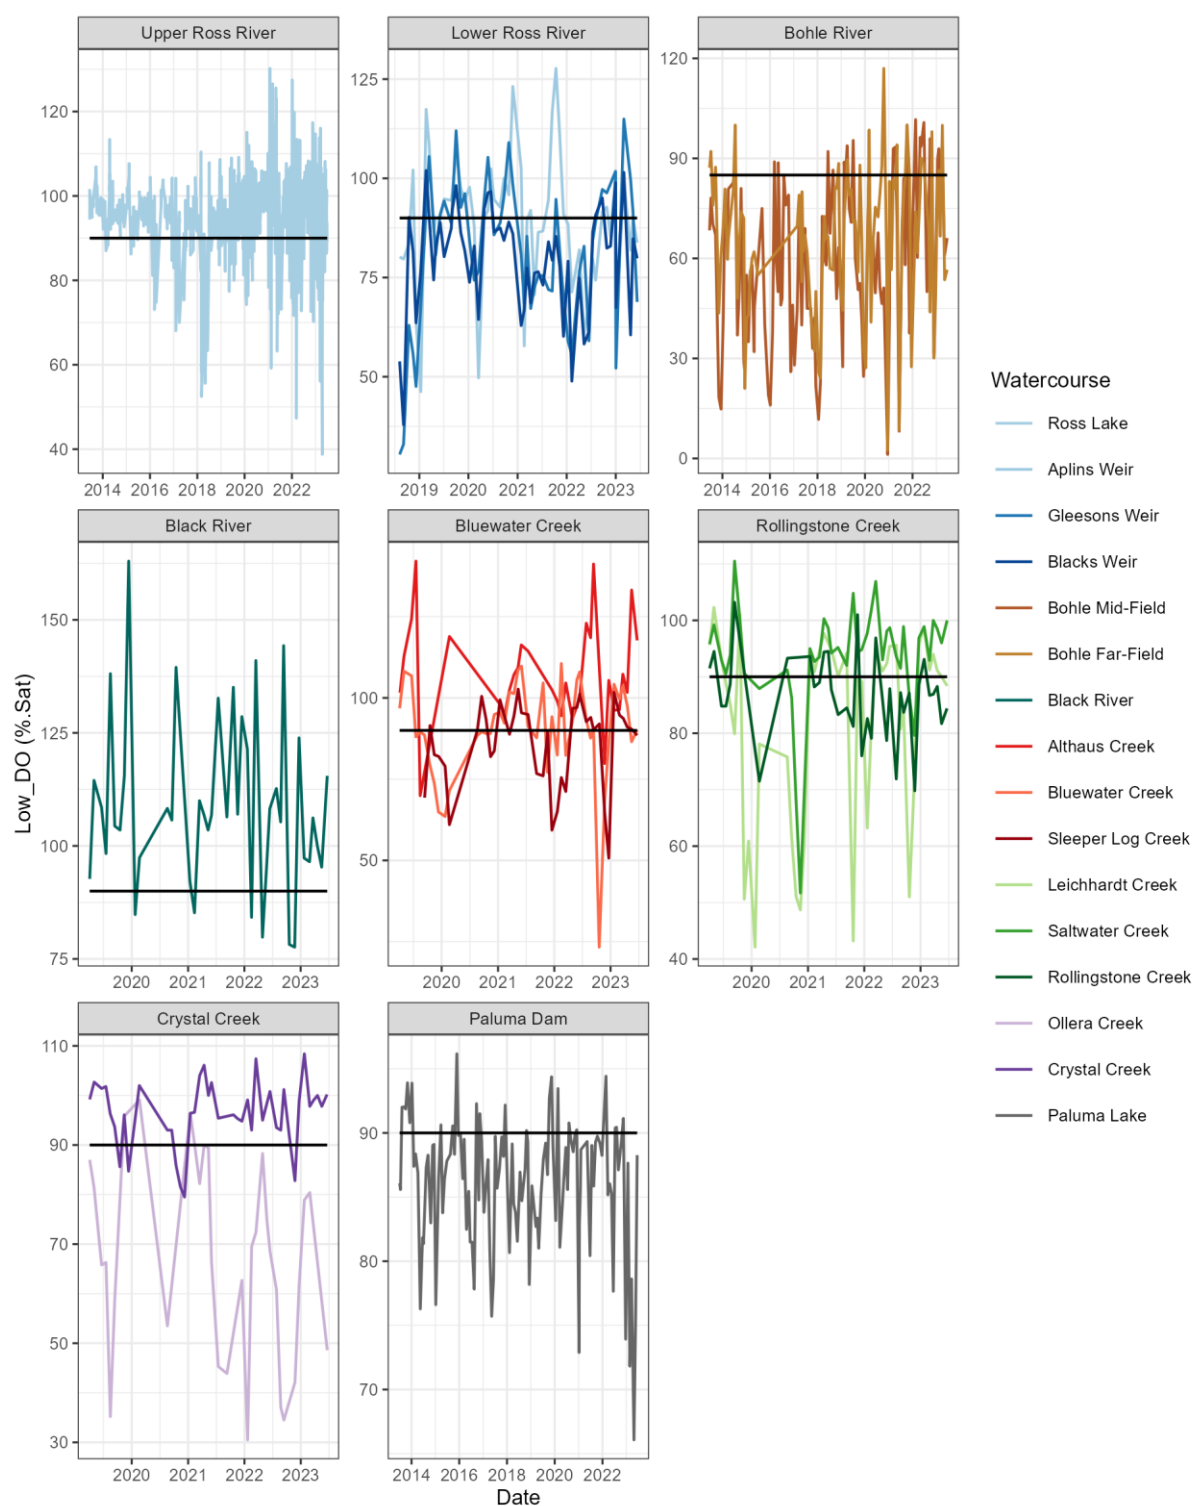 Upper Ross River
Lower Ross River
Bohle River
120
100
80
60
40
2014 2016 2018 2020 2022
125
100
75
50
2019 2020 2021 2022 2023
120
90
60
30
0
2014 2016 2018 2020 2022
Black River
Bluewater Creek
Rollingstone Creek
150
125
100
75
2020 2021 2022 2023
100
50
2020 2021 2022 2023
100
80
60
40
2020 2021 2022 2023
Crystal Creek
Paluma Dam
110
90
70
50
30
2020 2021 2022 2023
90
80
70
2014 2016 2018 2020 2022
Low_DO (%.Sat)
Date
Watercourse
Ross Lake
Aplins Weir
Gleesons Weir
Blacks Weir
Bohle Mid-Field
Bohle Far-Field
Black River
Althaus Creek
Bluewater Creek
Sleeper Log Creek
Leichhardt Creek
Saltwater Creek
Rollingstone Creek
Ollera Creek
Crystal Creek
Paluma Lake